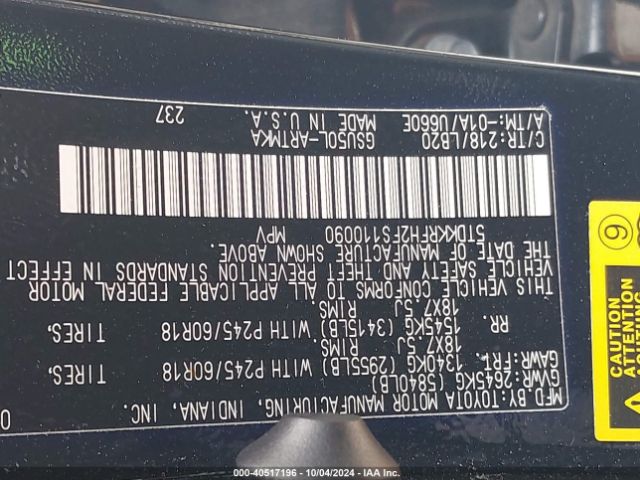 MFD.BY:TOYOTA MOTOR MANUFACTURING, INDIANA, INC. 0
GVWR:2645KG (5840LB)
GAWR:FRT. 1340KG (2955LB) WITH P245/60R18 TIRES.
18X7.5J RIMS
RR. 1545KG (3415LB) WITH P245/60R18 TIRES.
18X7.5J RIMS
THIS VEHICLE CONFORMS TO ALL APPLICABLE FEDERAL MOTOR
VEHICLE SAFETY AND THEFT PREVENTION STANDARDS IN EFFECT
THE DATE OF MANUFACTURE SHOWN ABOVE.
5TDKKRFH2FS110090 MPV
C/TR:218/LB20 GSU50L-ARTMKA 237
A/TM:-01A/U660E MADE IN U.S.A.
6
CAUTION
ATTENTION
000-40517196 - 10/04/2024 - IAA Inc.